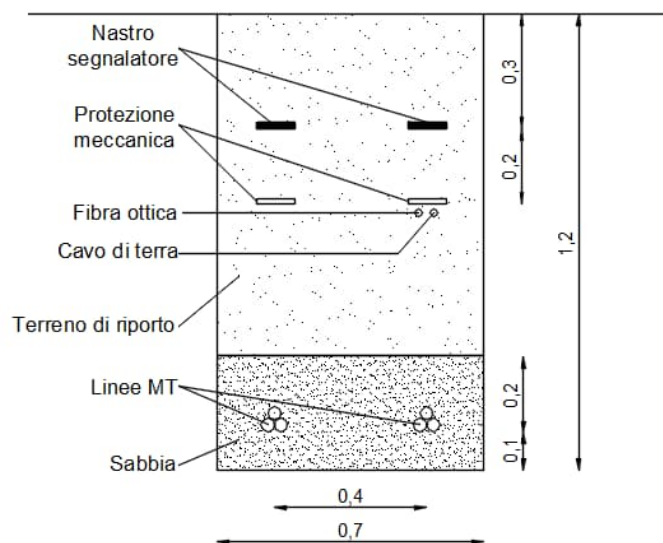 Nastro
segnalatore
Protezione
meccanica
Fibra ottica
Cavo di terra
Terreno di riporto
Linee MT
Sabbia
0,3
0,2
1,2
0,2
0,1
0,4
0,7